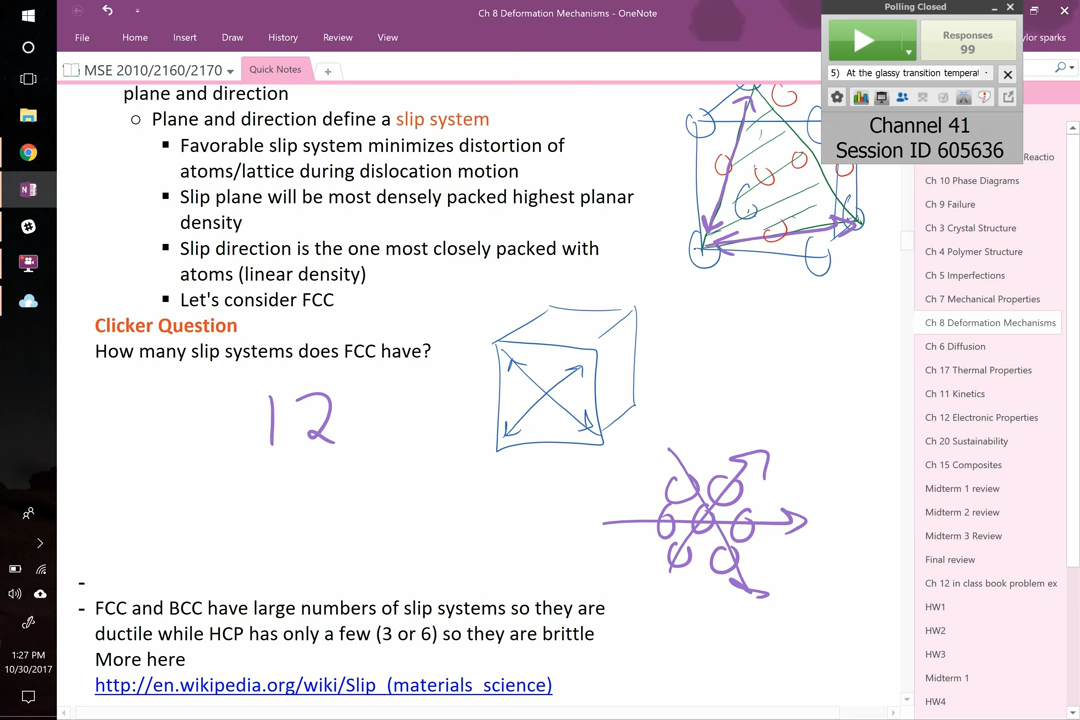 Ch 8 Deformation Mechanisms - OneNote
Polling Closed
ylor sparks
File Home Insert Draw History Review View
Responses
99
MSE 2010/2160/2170
Quick Notes
5) At the glassy transition temperat
Channel 41
Session ID 605636
plane and direction
Plane and direction define a slip system
Favorable slip system minimizes distortion of
atoms/lattice during dislocation motion
Slip plane will be most densely packed highest planar
density
Slip direction is the one most closely packed with
atoms (linear density)
Let's consider FCC
Clicker Question
How many slip systems does FCC have?
12
-
- FCC and BCC have large numbers of slip systems so they are
ductile while HCP has only a few (3 or 6) so they are brittle
More here
http://en.wikipedia.org/wiki/Slip_(materials_science)
Reactio
Ch 10 Phase Diagrams
Ch 9 Failure
Ch 3 Crystal Structure
Ch 4 Polymer Structure
Ch 5 Imperfections
Ch 7 Mechanical Properties
Ch 8 Deformation Mechanisms
Ch 6 Diffusion
Ch 17 Thermal Properties
Ch 11 Kinetics
Ch 12 Electronic Properties
Ch 20 Sustainability
Ch 15 Composites
Midterm 1 review
Midterm 2 review
Midterm 3 Review
Final review
Ch 12 in class book problem ex
HW1
HW2
HW3
Midterm 1
HW4
1:27 PM
10/30/2017